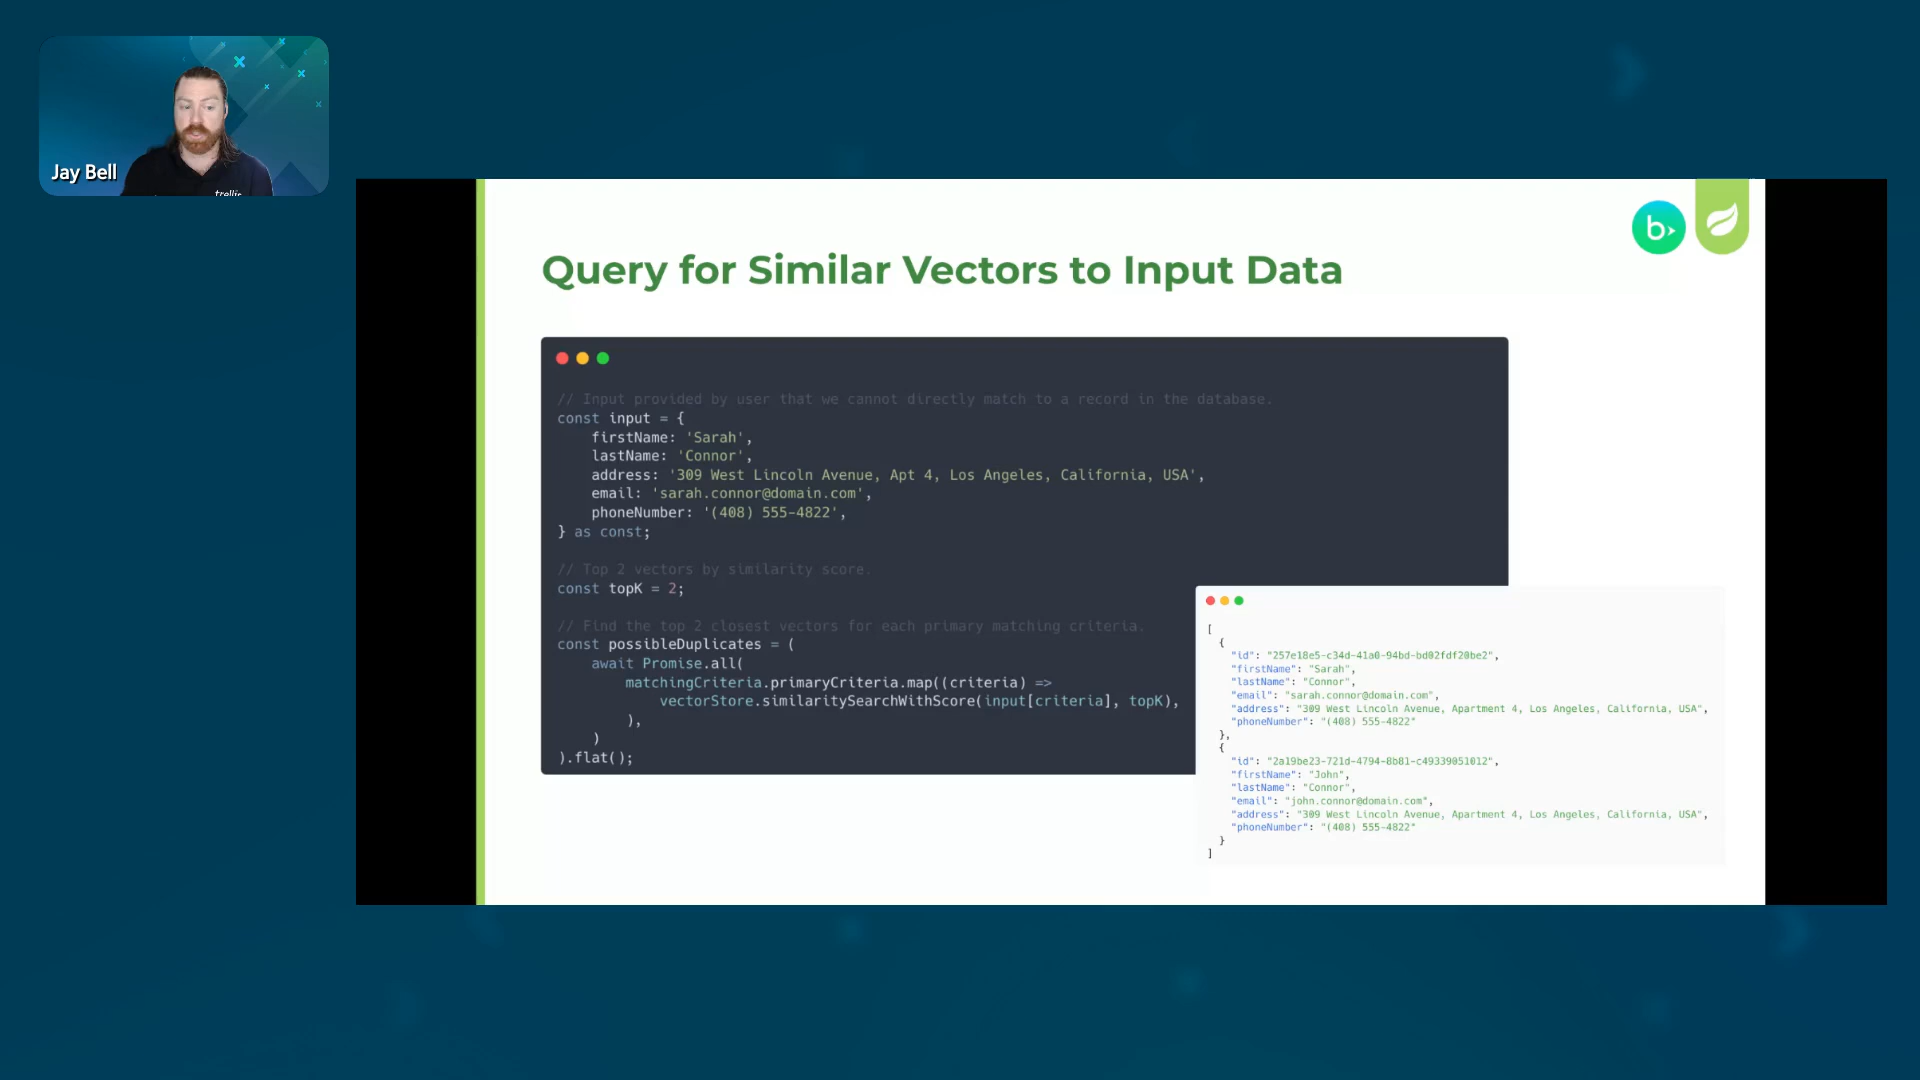 Jay Bell
trellis
b
Query for Similar Vectors to Input Data
// Input provided by user that we cannot directly match to a record in the database.
const input = {
firstName: 'Sarah',
lastName: 'Connor',
address: '309 West Lincoln Avenue, Apt 4, Los Angeles, California, USA',
email: 'sarah.connor@domain.com',
phoneNumber: '(408) 555-4822',
} as const;
// Top 2 vectors by similarity score.
const topK = 2;
// Find the top 2 closest vectors for each primary matching criteria.
const possibleDuplicates = (
await Promise.all(
matchingCriteria.primaryCriteria.map((criteria) =>
vectorStore.similaritySearchWithScore(input[criteria], topK),
),
)
).flat();
[
{
"id": "257e18e5-c34d-41a0-94bd-bd02fdf20be2",
"firstName": "Sarah",
"lastName": "Connor",
"email": "sarah.connor@domain.com",
"address": "309 West Lincoln Avenue, Apartment 4, Los Angeles, California, USA",
"phoneNumber": "(408) 555-4822"
},
{
"id": "2a19be23-721d-4794-8b81-c49339051012",
"firstName": "John",
"lastName": "Connor",
"email": "john.connor@domain.com",
"address": "309 West Lincoln Avenue, Apartment 4, Los Angeles, California, USA",
"phoneNumber": "(408) 555-4822"
}
]